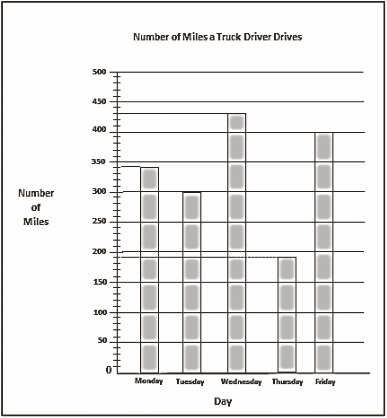 Number of Miles a Truck Driver Drives
500
450
400
350
300
250
200
150
100
50
0
Number
of
Miles
Monday Tuesday Wednesday Thursday Friday
Day